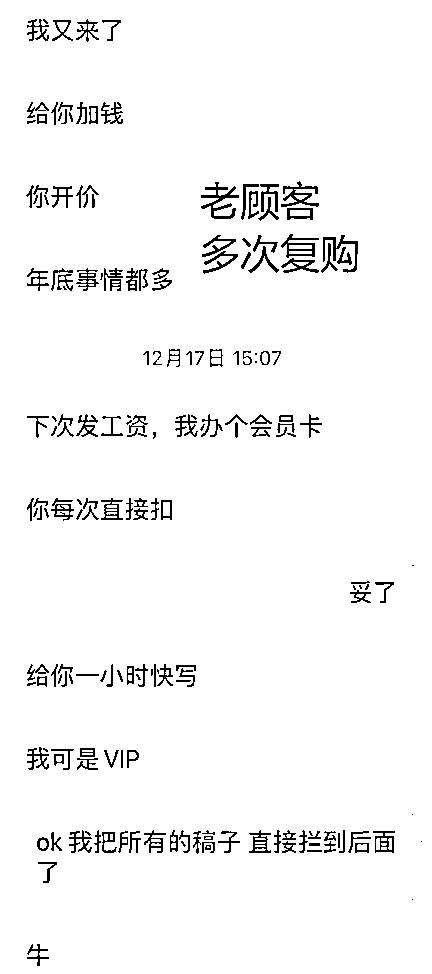 我又来了
给你加钱
你开价
老顾客
多次复购
年底事情都多
12月17日 15:07
下次发工资，我办个会员卡
你每次直接扣
妥了
给你一小时快写
我可是VIP
ok 我把所有的稿子 直接拦到后面
了
牛